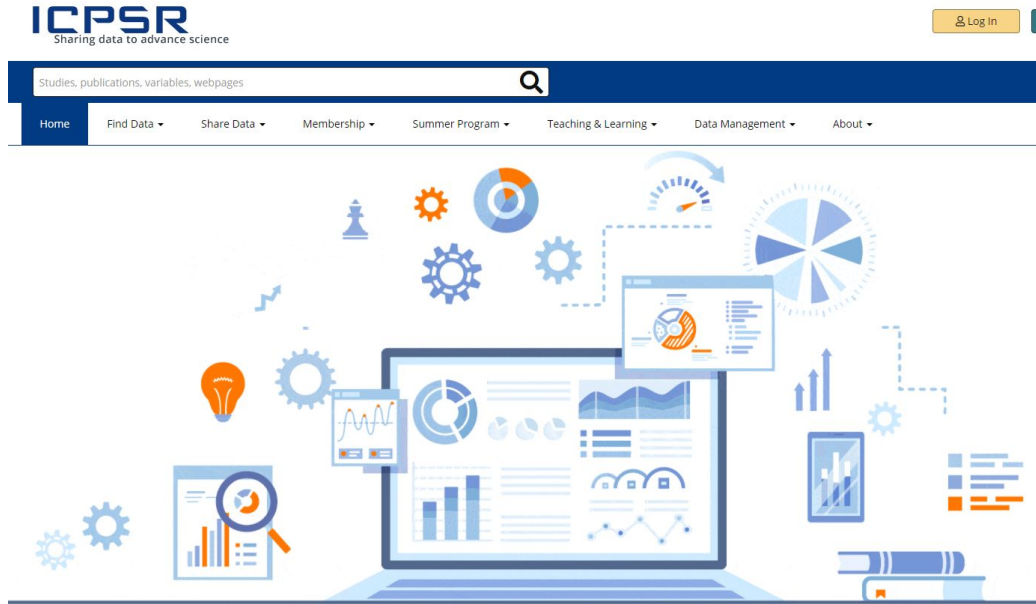 ICPSR
Sharing data to advance science
Log In
Studies, publications, variables, webpages
Home Find Data Share Data Membership Summer Program Teaching & Learning Data Management About